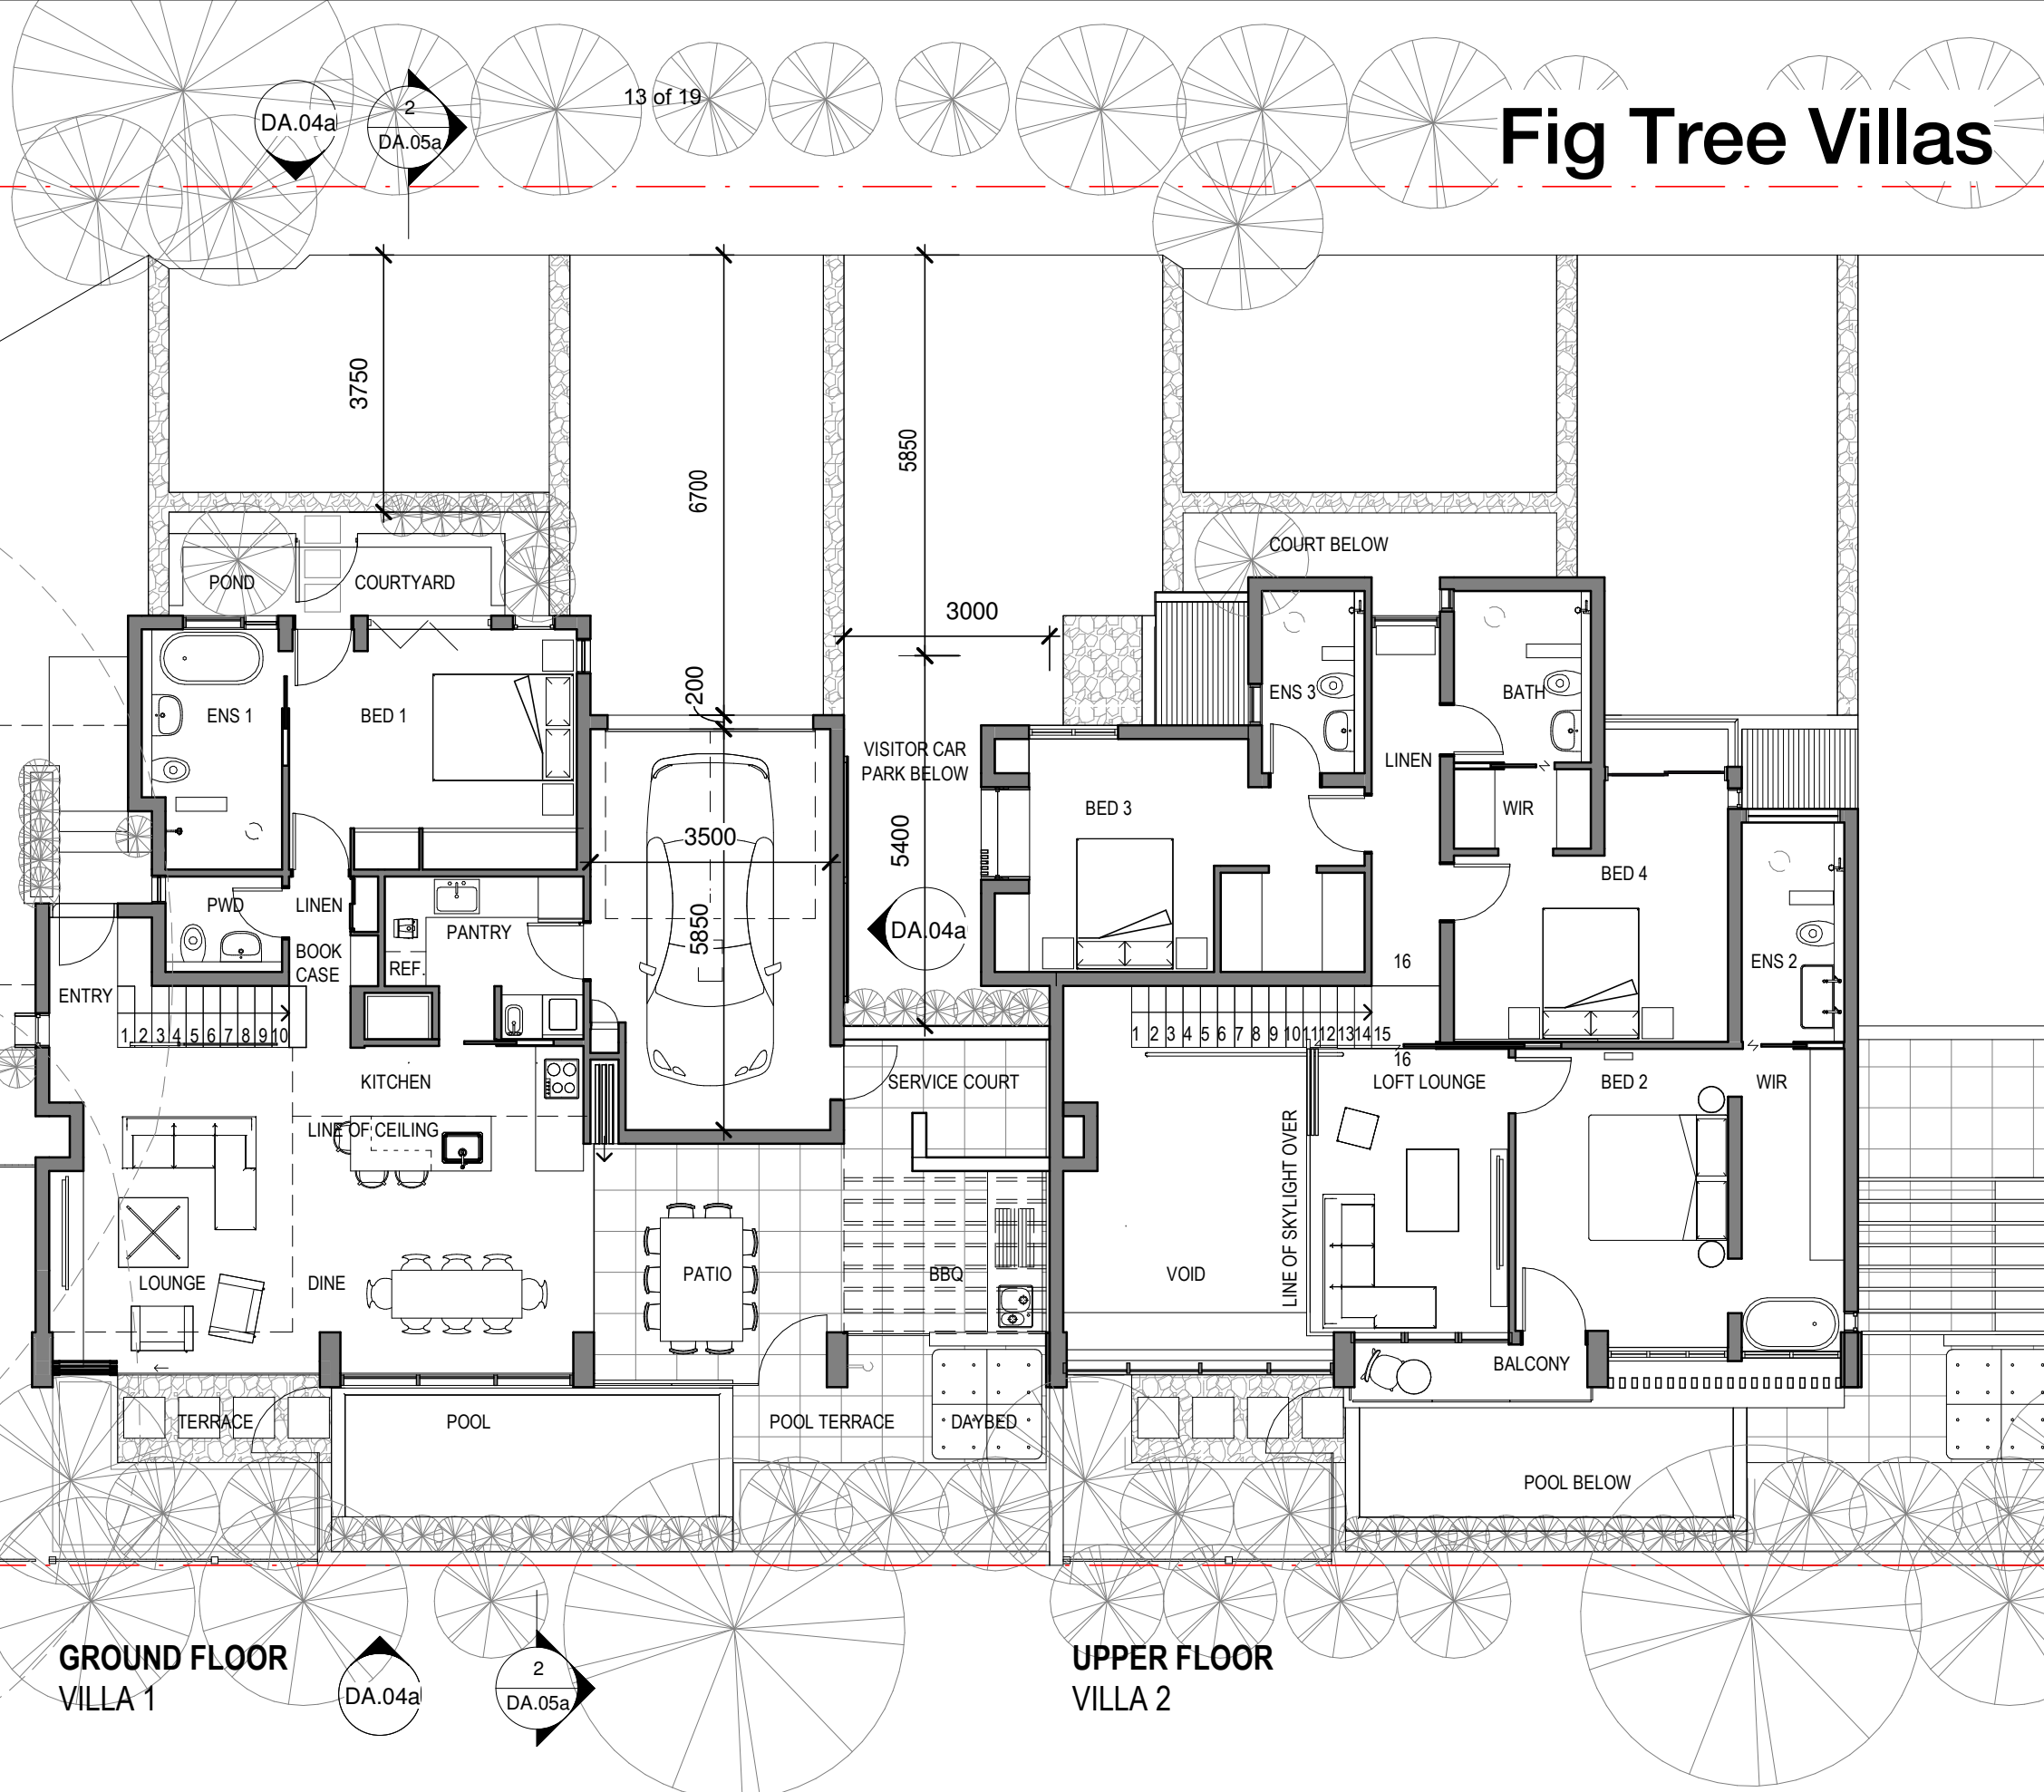 13 of 19
Fig Tree Villas
DA.04a
2
DA.05a
3750
6700
5850
200
3000
5400
3500
5850
POND
COURTYARD
ENS 1
BED 1
PWD
LINEN
BOOK
CASE
PANTRY
REF.
ENTRY
1 2 3 4 5 6 7 8 9 10
KITCHEN
LINE OF CEILING
LOUNGE
DINE
PATIO
BBQ
SERVICE COURT
VISITOR CAR
PARK BELOW
DA.04a
TERRACE
POOL
POOL TERRACE
DAYBED
COURT BELOW
ENS 3
BATH
LINEN
WIR
BED 3
BED 4
ENS 2
16
1 2 3 4 5 6 7 8 9 10 11 12 13 14 15
16
LOFT LOUNGE
BED 2
WIR
LINE OF SKYLIGHT OVER
VOID
BALCONY
POOL BELOW
GROUND FLOOR
VILLA 1
DA.04a
2
DA.05a
UPPER FLOOR
VILLA 2